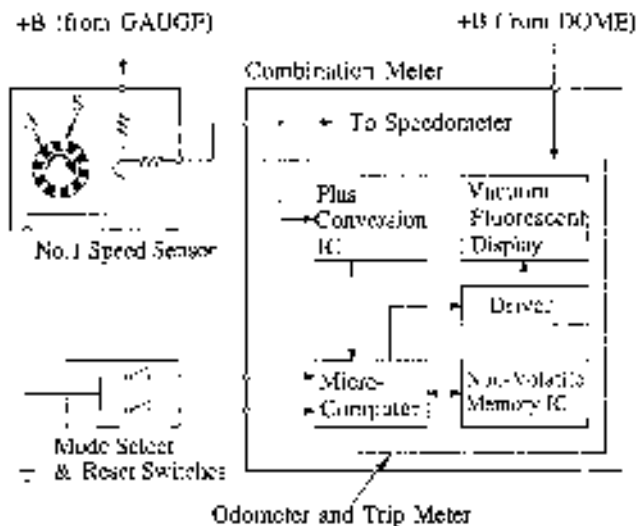 +B (from GAUGE)
+B (from DOME)
Combination Meter
S
To Speedometer
Plus
Conversion
IC
Vacuum
Fluorescent
Display
No.1 Speed Sensor
Driver
Micro-
Computer
Non-Volatile
Memory IC
Mode Select
& Reset Switches
Odometer and Trip Meter